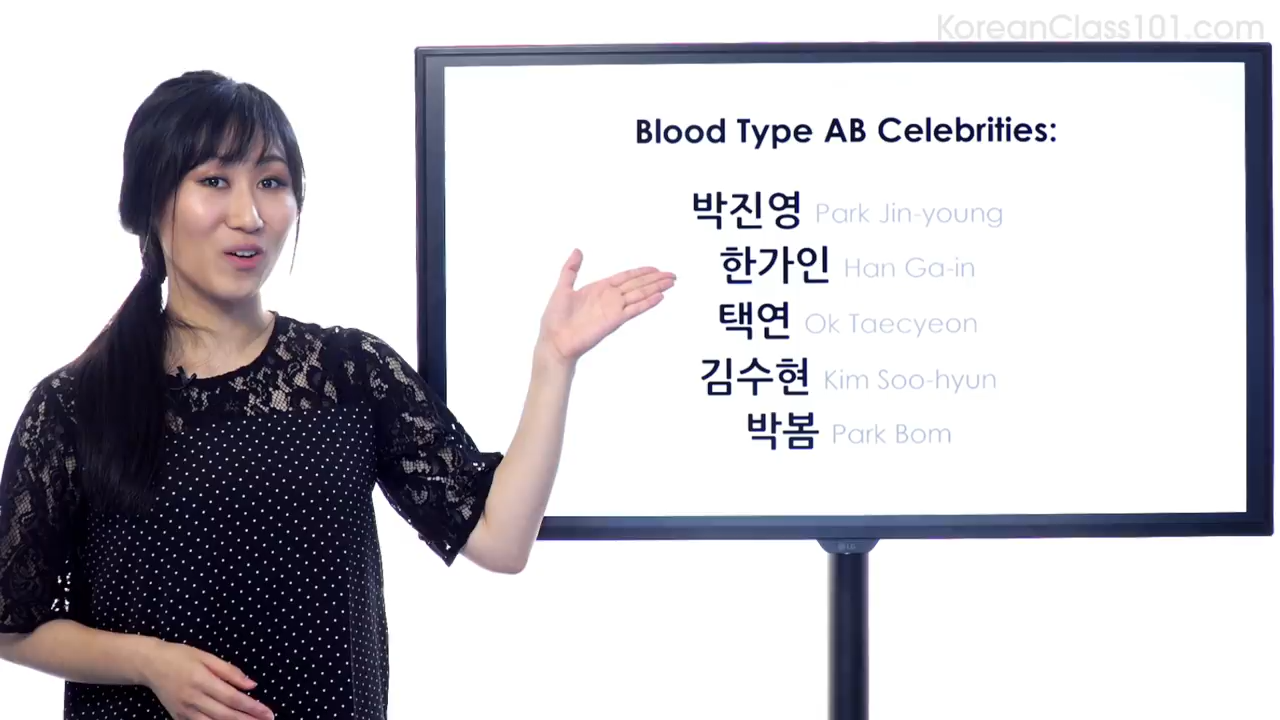 KoreanClass101.com
Blood Type AB Celebrities:
박진영 Park Jin-young
한가인 Han Ga-in
택연 Ok Taecyeon
김수현 Kim Soo-hyun
박봄 Park Bom
LG